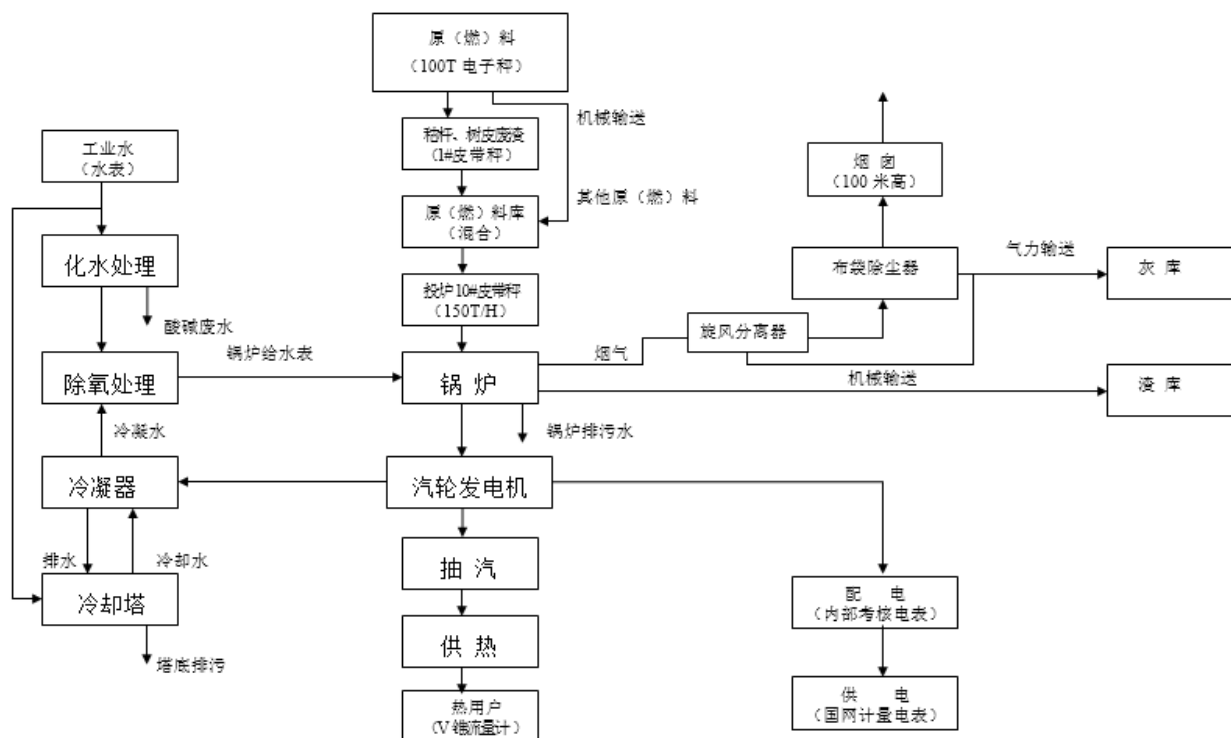 原（燃）料
（100T 电子秤）
机械输送
秸秆、树皮废渣
（1#皮带秤）
工业水
（水表）
烟 囱
（100 米高）
其他原（燃）料
原（燃）料库
（混合）
化水处理
布袋除尘器
气力输送
灰 库
投炉 10#皮带秤
（150T/H）
酸碱废水
旋风分离器
锅炉给水表
烟气
除氧处理
锅 炉
机械输送
渣 库
冷凝水
锅炉排污水
冷凝器
汽轮发电机
排水
冷却水
抽 汽
冷却塔
配 电
（内部考核电表）
塔底排污
供 热
热用户
（V 锥流量计）
供 电
（国网计量电表）